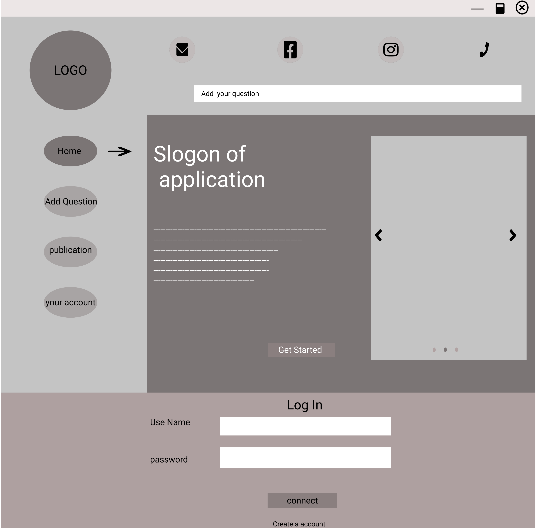 LOGO
Add your question
Home
Slogon of
application
Add Question
publication
your account
Get Started
Log In
Use Name
password
connect
Create a account